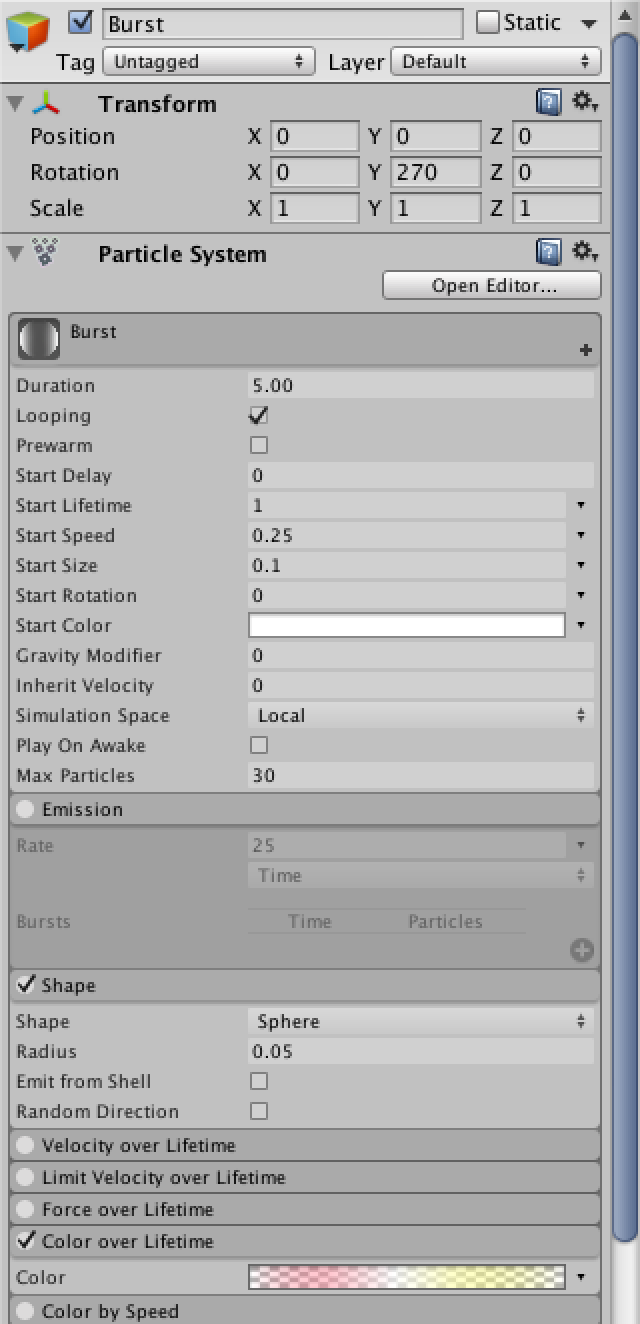 Burst Static
Tag Untagged Layer Default
Transform
Position X 0 Y 0 Z 0
Rotation X 0 Y 270 Z 0
Scale X 1 Y 1 Z 1
Particle System
Open Editor...
Burst
Duration 5.00
Looping
Prewarm
Start Delay 0
Start Lifetime 1
Start Speed 0.25
Start Size 0.1
Start Rotation 0
Start Color
Gravity Modifier 0
Inherit Velocity 0
Simulation Space Local
Play On Awake
Max Particles 30
Emission
Rate 25
Time
Bursts Time Particles
Shape
Shape Sphere
Radius 0.05
Emit from Shell
Random Direction
Velocity over Lifetime
Limit Velocity over Lifetime
Force over Lifetime
Color over Lifetime
Color
Color by Speed